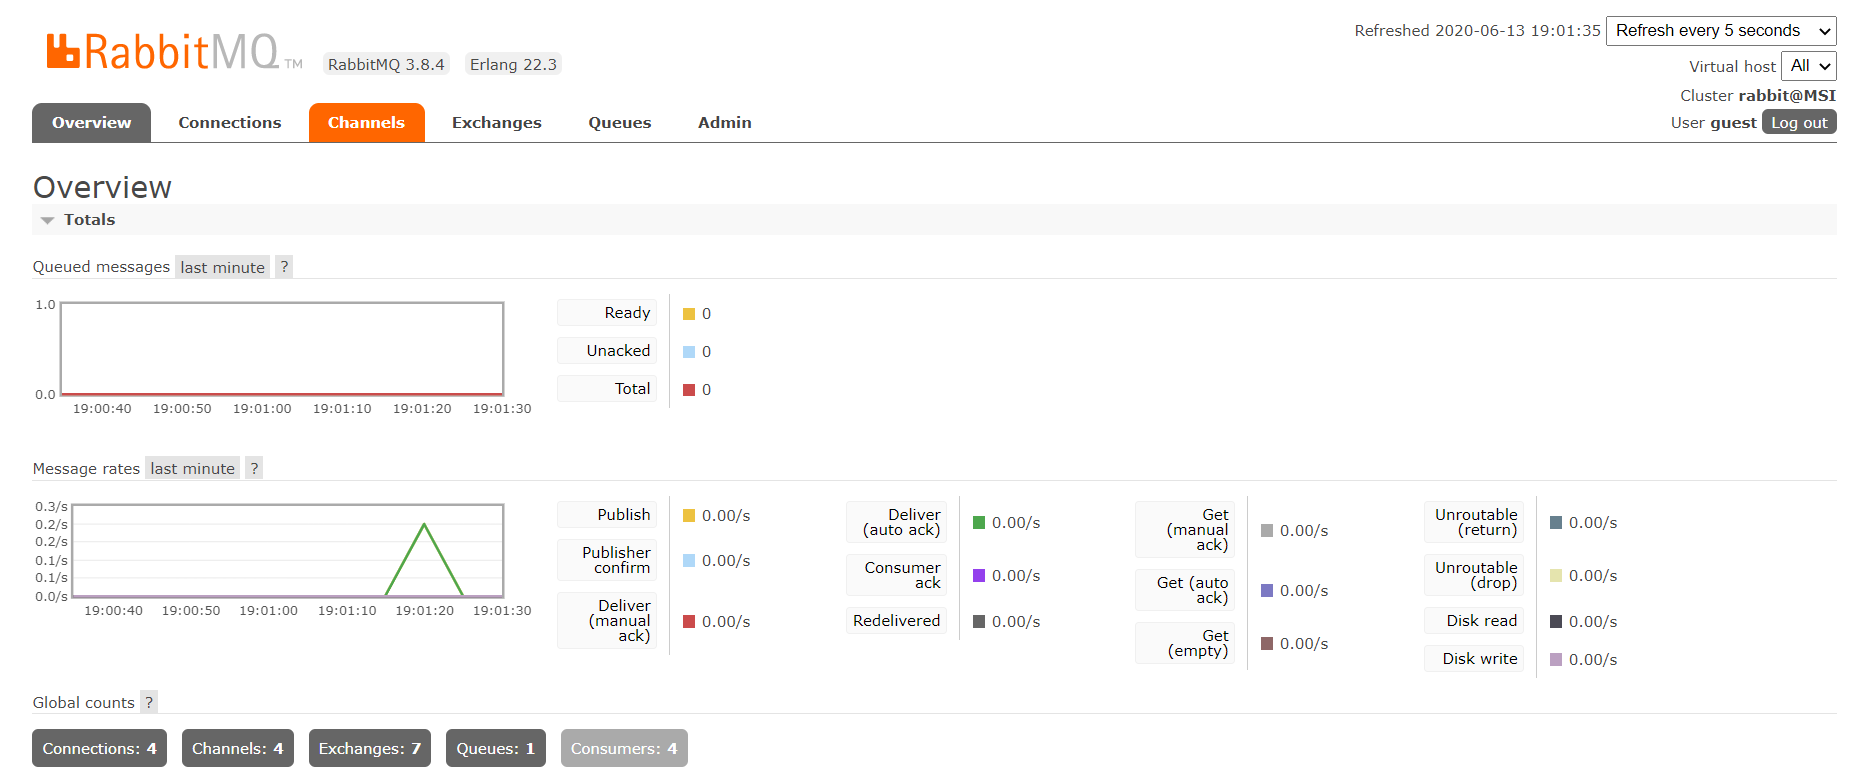 Refreshed 2020-06-13 19:01:35 Refresh every 5 seconds
RabbitMQ TM RabbitMQ 3.8.4 Erlang 22.3
Virtual host All
Cluster rabbit@MSI
User guest Log out
Overview Connections Channels Exchanges Queues Admin
Overview
Totals
Queued messages last minute ?
1.0
0.0
19:00:40 19:00:50 19:01:00 19:01:10 19:01:20 19:01:30
Ready 0
Unacked 0
Total 0
Message rates last minute ?
0.3/s
0.2/s
0.2/s
0.1/s
0.1/s
0.0/s
19:00:40 19:00:50 19:01:00 19:01:10 19:01:20 19:01:30
Publish 0.00/s
Publisher
confirm 0.00/s
Deliver
(manual
ack) 0.00/s
Deliver
(auto ack) 0.00/s
Consumer
ack 0.00/s
Redelivered 0.00/s
Get
(manual
ack) 0.00/s
Get (auto
ack) 0.00/s
Get
(empty) 0.00/s
Unroutable
(return) 0.00/s
Unroutable
(drop) 0.00/s
Disk read 0.00/s
Disk write 0.00/s
Global counts ?
Connections: 4 Channels: 4 Exchanges: 7 Queues: 1 Consumers: 4